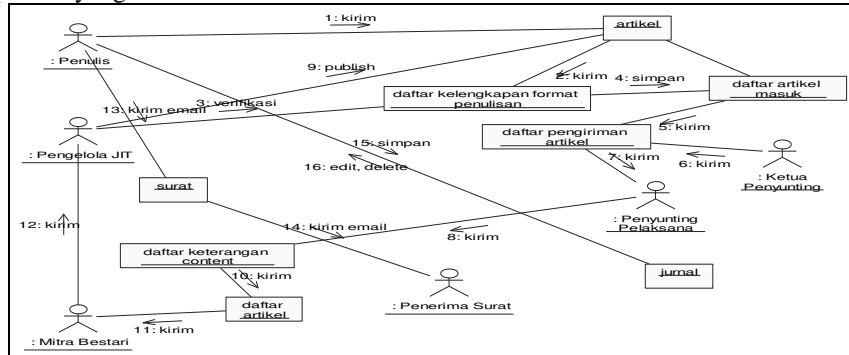 1: kirim
artikel
: Penulis
9: publish
2: kirim
4: simpan
daftar kelengkapan format
penulisan
daftar artikel
masuk
13: kirim email
3: verifikasi
5: kirim
: Pengelola JIT
15: simpan
daftar pengiriman
artikel
16: edit, delete
7: kirim
6: kirim
: Ketua
Penyunting
surat
: Penyunting
Pelaksana
12: kirim
14: kirim email
8: kirim
daftar keterangan
content
10: kirim
jurnal
daftar
artikel
: Penerima Surat
11: kirim
: Mitra Bestari